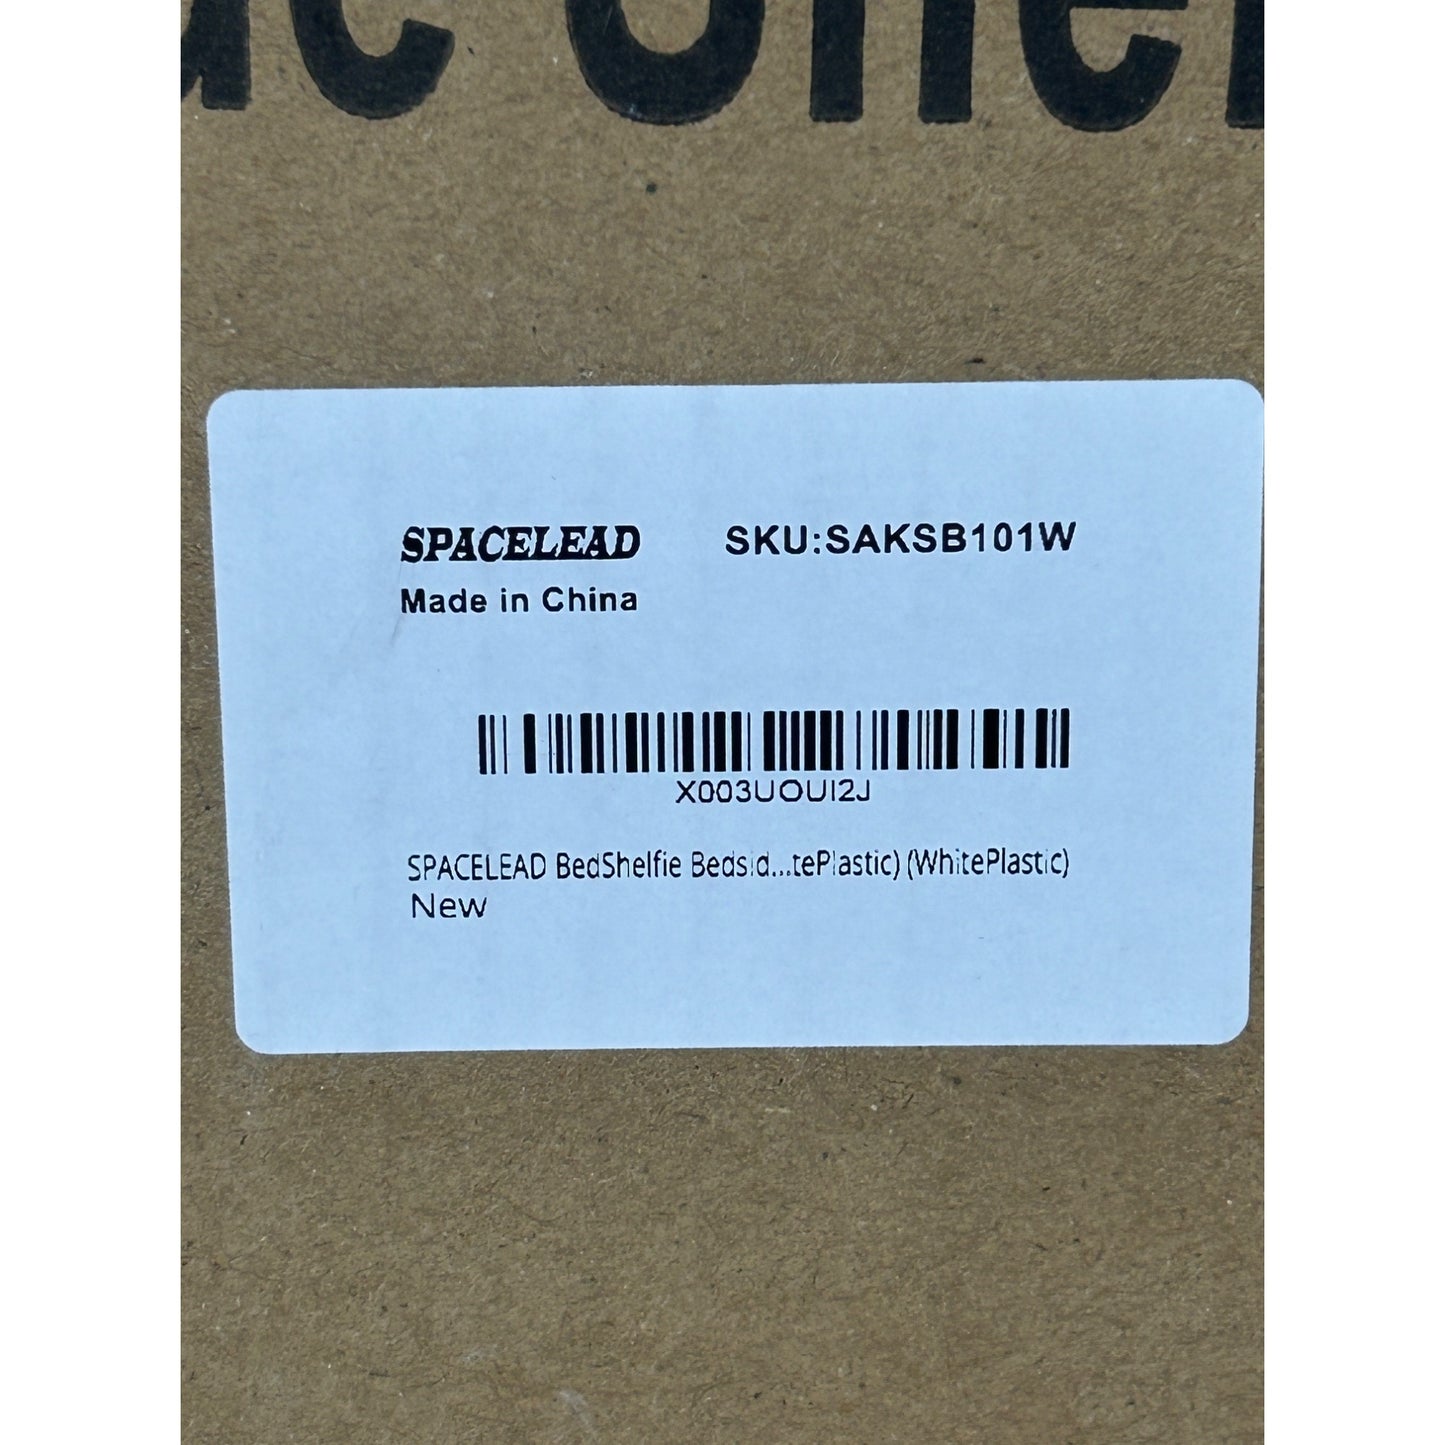 SPACELEAD SKU:SAKSB101W
Made in China
X003UOUI2J
SPACELEAD BedShelfie Bedsid...tePlastic) (WhitePlastic)
New